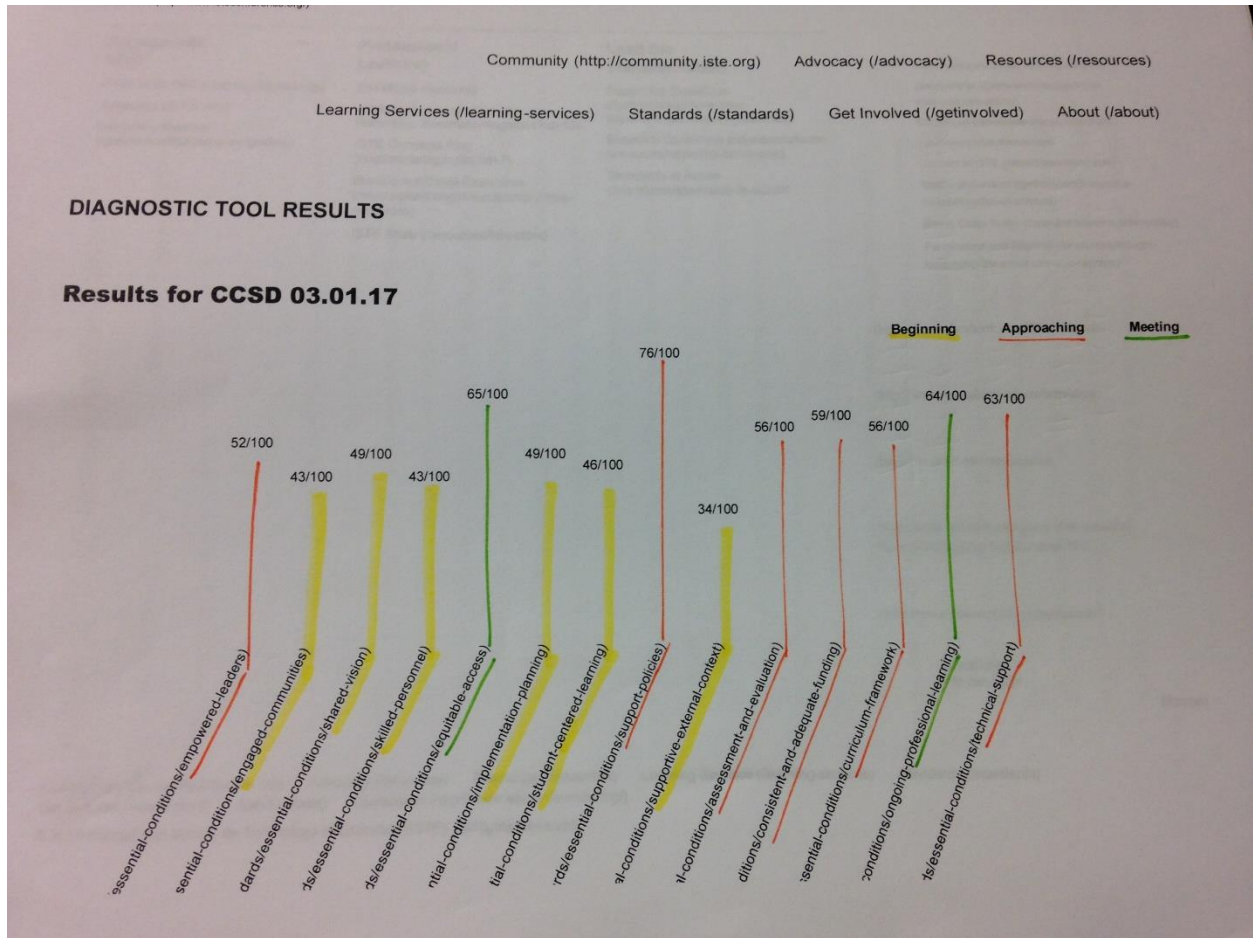 Community (http://community.iste.org) Advocacy (/advocacy) Resources (/resources)
Learning Services (/learning-services) Standards (/standards) Get Involved (/getinvolved) About (/about)
DIAGNOSTIC TOOL RESULTS
Results for CCSD 03.01.17
Beginning Approaching Meeting
76/100
65/100
64/100
63/100
52/100
49/100
43/100
43/100
49/100
46/100
56/100
59/100
56/100
34/100
essential-conditions/empowered-leaders)
sential-conditions/engaged-communities)
dards/essential-conditions/shared-vision)
ds/essential-conditions/skilled-personnel)
ds/essential-conditions/equitable-access)
ntial-conditions/implementation-planning)
tial-conditions/student-centered-learning)
rds/essential-conditions/support-policies)
al-conditions/supportive-external-context)
al-conditions/assessment-and-evaluation)
ditions/consistent-and-adequate-funding)
sential-conditions/curriculum-framework)
conditions/ongoing-professional-learning)
ds/essential-conditions/technical-support)